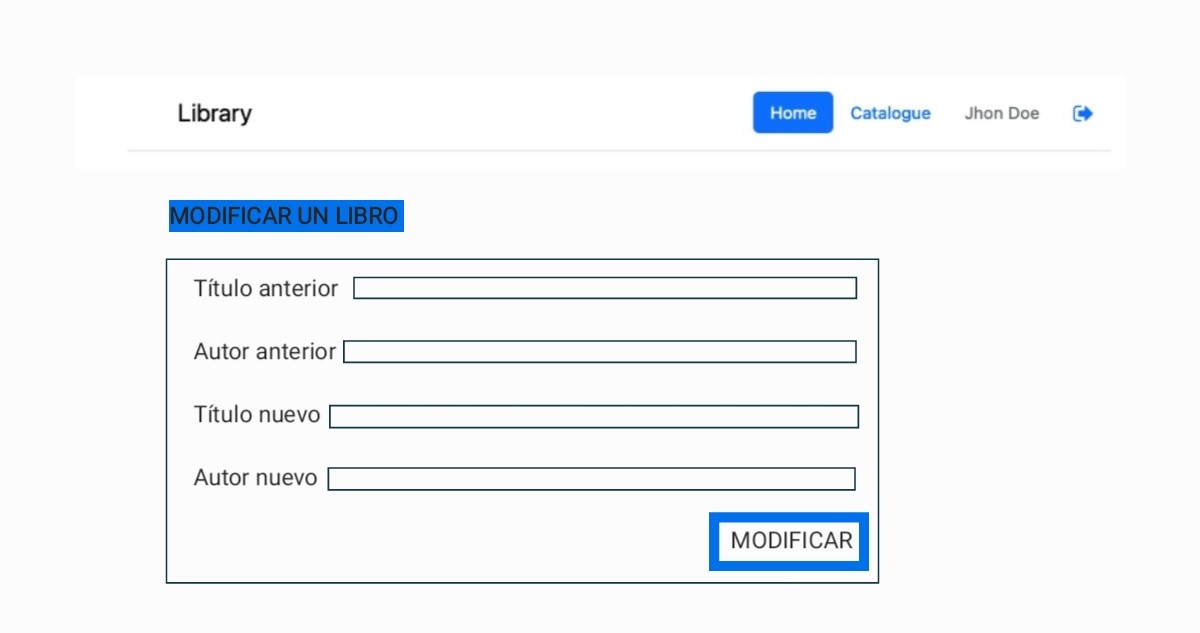 Library Home Catalogue Jhon Doe
MODIFICAR UN LIBRO
Título anterior
Autor anterior
Título nuevo
Autor nuevo
MODIFICAR